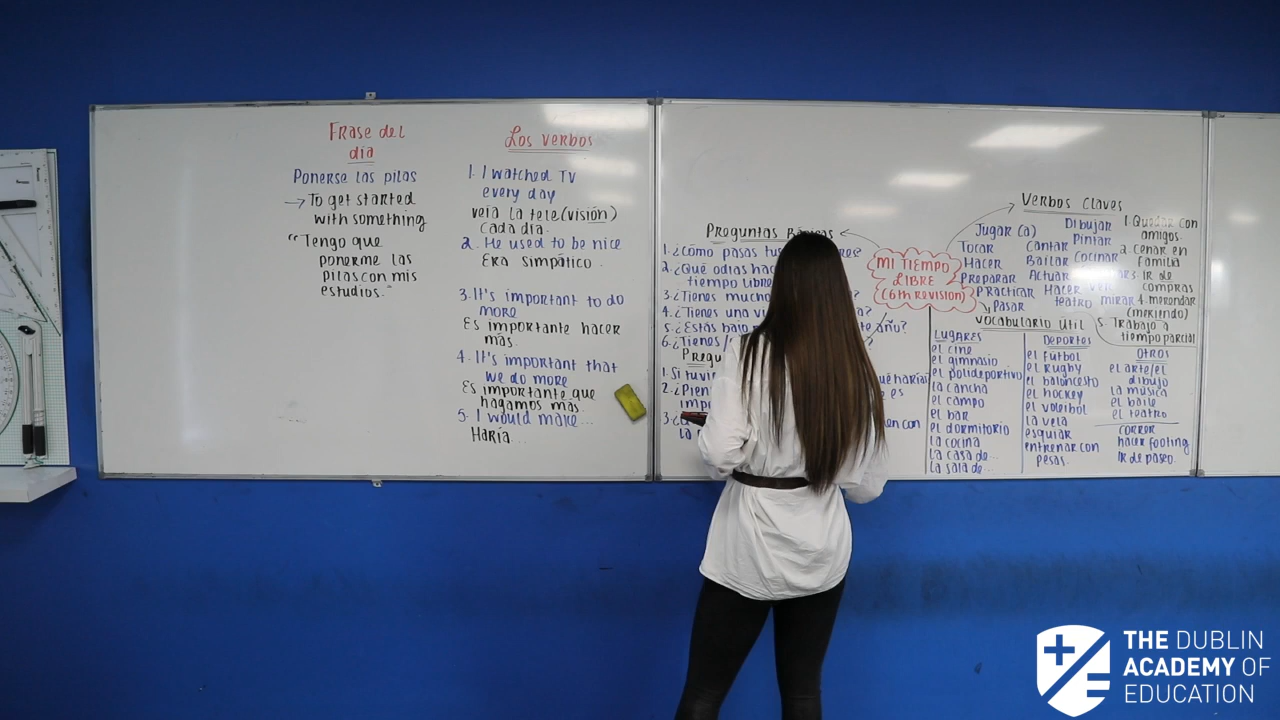 Frase del
día
Ponerse las pilas
→ To get started
with something
"Tengo que
ponerme las
pilas con mis
estudios."
Los verbos
1. I watched TV
every day
veía la tele(visión)
cada día.
2. He used to be nice
Era simpático.
3. It's important to do
more
Es importante hacer
más.
4. It's important that
we do more
Es importante que
hagamos más.
5. I would make...
Haría...
Preguntas
1. ¿Cómo pasas tus
2. ¿Qué odias
tiempo libre
3. ¿Tienes mucho
4. ¿Tienes una
5. ¿Estás bajo
año?
6. ¿Tienes
1. Si
2.
es
3.
con
MI TIEMPO
LIBRE
(6th REVISION)
Verbos Claves
Jugar (a)
Tocar
Hacer
Preparar
Practicar
Pasar
Cantar
Bailar
Actuar
Hacer
teatro
Dibujar
Pintar
Cocinar
Ver
mirar
1. Quedar con
amigos.
2. Cenar en
familia
3. Ir de
compras
4. merendar
(meriendo)
5. Trabajo a
tiempo parcial
Vocabulario Util
LUGARES
el cine
el gimnasio
el polideportivo
la cancha
el campo
el bar
el dormitorio
la cocina
la casa de...
la sala de...
Deportes
el fútbol
el rugby
el baloncesto
el hockey
el voleibol
la vela
esquiar
entrenar con
pesas.
Otros
el arte/el
dibujo
la música
el baile
el teatro
correr
hacer footing
ir de paseo.
THE DUBLIN
ACADEMY OF
EDUCATION